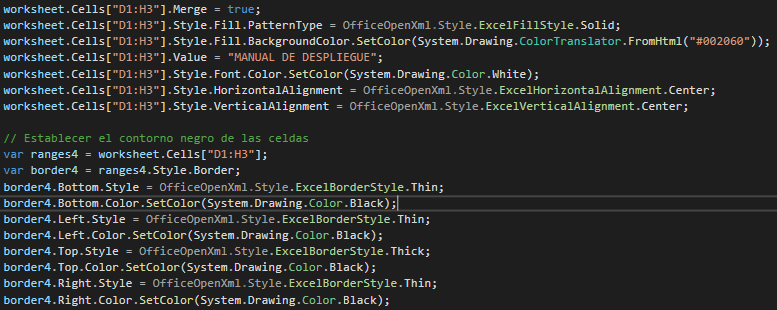 worksheet.Cells["D1:H3"].Merge = true;
worksheet.Cells["D1:H3"].Style.Fill.PatternType = OfficeOpenXml.Style.ExcelFillStyle.Solid;
worksheet.Cells["D1:H3"].Style.Fill.BackgroundColor.SetColor(System.Drawing.ColorTranslator.FromHtml("#002060"));
worksheet.Cells["D1:H3"].Value = "MANUAL DE DESPLIEGUE";
worksheet.Cells["D1:H3"].Style.Font.Color.SetColor(System.Drawing.Color.White);
worksheet.Cells["D1:H3"].Style.HorizontalAlignment = OfficeOpenXml.Style.ExcelHorizontalAlignment.Center;
worksheet.Cells["D1:H3"].Style.VerticalAlignment = OfficeOpenXml.Style.ExcelVerticalAlignment.Center;
// Establecer el contorno negro de las celdas
var ranges4 = worksheet.Cells["D1:H3"];
var border4 = ranges4.Style.Border;
border4.Bottom.Style = OfficeOpenXml.Style.ExcelBorderStyle.Thin;
border4.Bottom.Color.SetColor(System.Drawing.Color.Black);
border4.Left.Style = OfficeOpenXml.Style.ExcelBorderStyle.Thin;
border4.Left.Color.SetColor(System.Drawing.Color.Black);
border4.Top.Style = OfficeOpenXml.Style.ExcelBorderStyle.Thick;
border4.Top.Color.SetColor(System.Drawing.Color.Black);
border4.Right.Style = OfficeOpenXml.Style.ExcelBorderStyle.Thin;
border4.Right.Color.SetColor(System.Drawing.Color.Black);